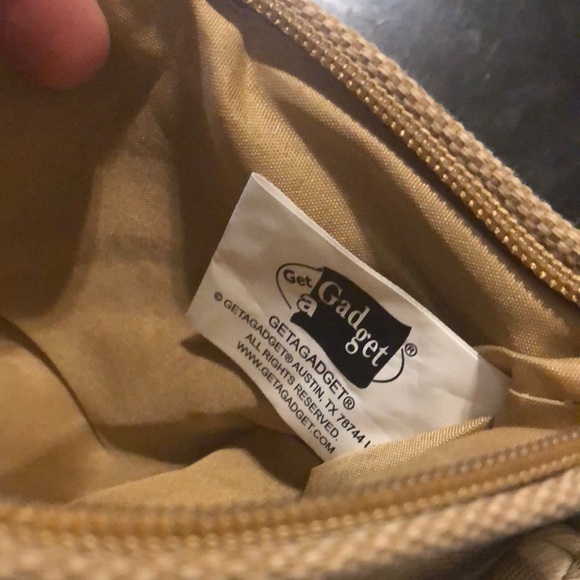 Get
a Gadget®
GETAGADGET®
© GETAGADGET® AUSTIN, TX 78744
ALL RIGHTS RESERVED.
WWW.GETAGADGET.COM